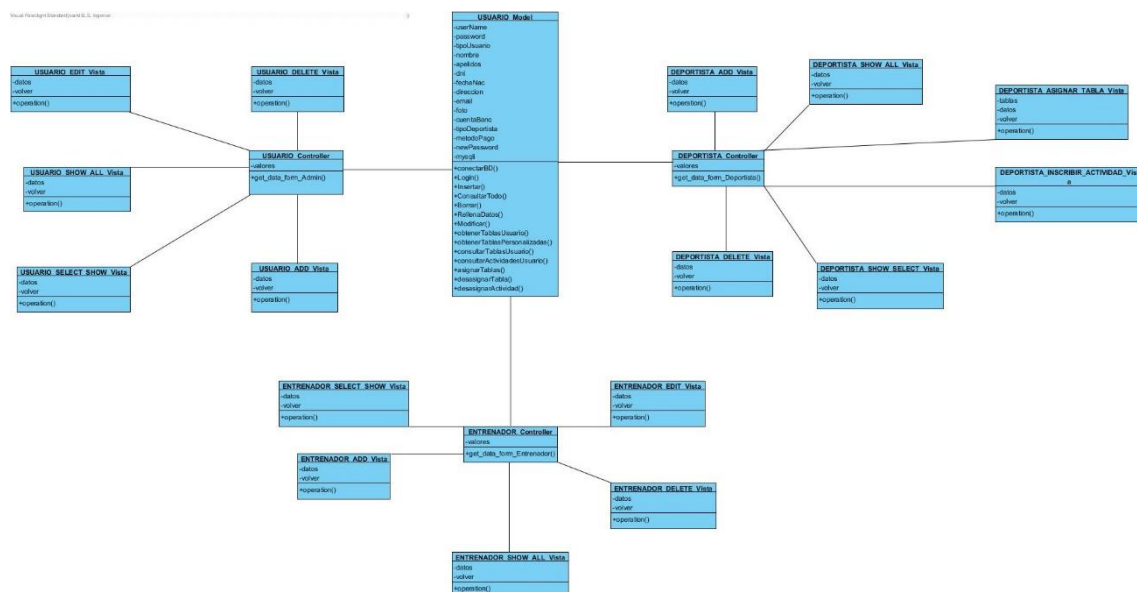 Visual Paradigm Standard
USUARIO_Model
-userName
-password
-tipoUsuario
-nombre
-apelidos
-dni
-fechaNac
-direccion
-email
-foto
-cuentaBanc
-tipoDeportista
-metodoPago
-newPassword
-mysqli
+conectarBD()
+Login()
+Insertar()
+ConsultarTodo()
+Borrar()
+RellenaDatos()
+Modificar()
+obtenerTablasUsuario()
+obtenerTablasPersonalizadas()
+consultarTablasUsuario()
+consultarActividadesUsuario()
+asignarTablas()
+desasignarTabla()
+desasignarActividad()
USUARIO_EDIT_Vista
-datos
-volver
+operation()
USUARIO_DELETE_Vista
-datos
-volver
+operation()
USUARIO_Controller
-valores
+get_data_form_Admin()
USUARIO_SHOW_ALL_Vista
-datos
-volver
+operation()
USUARIO_SELECT_SHOW_Vista
-datos
-volver
+operation()
USUARIO_ADD_Vista
-datos
-volver
+operation()
DEPORTISTA_ADD_Vista
-datos
-volver
+operation()
DEPORTISTA_SHOW_ALL_Vista
-datos
-volver
+operation()
DEPORTISTA_ASIGNAR_TABLA_Vista
-tablas
-datos
-volver
+operation()
DEPORTISTA_Controller
-valores
+get_data_form_Deportista()
DEPORTISTA_INSCRIBIR_ACTIVIDAD_Vist
a
-datos
-volver
+operation()
DEPORTISTA_DELETE_Vista
-datos
-volver
+operation()
DEPORTISTA_SHOW_SELECT_Vista
-datos
-volver
+operation()
ENTRENADOR_SELECT_SHOW_Vista
-datos
-volver
+operation()
ENTRENADOR_EDIT_Vista
-datos
-volver
+operation()
ENTRENADOR_Controller
-valores
+get_data_form_Entrenador()
ENTRENADOR_ADD_Vista
-datos
-volver
+operation()
ENTRENADOR_DELETE_Vista
-datos
-volver
+operation()
ENTRENADOR_SHOW_ALL_Vista
-datos
-volver
+operation()